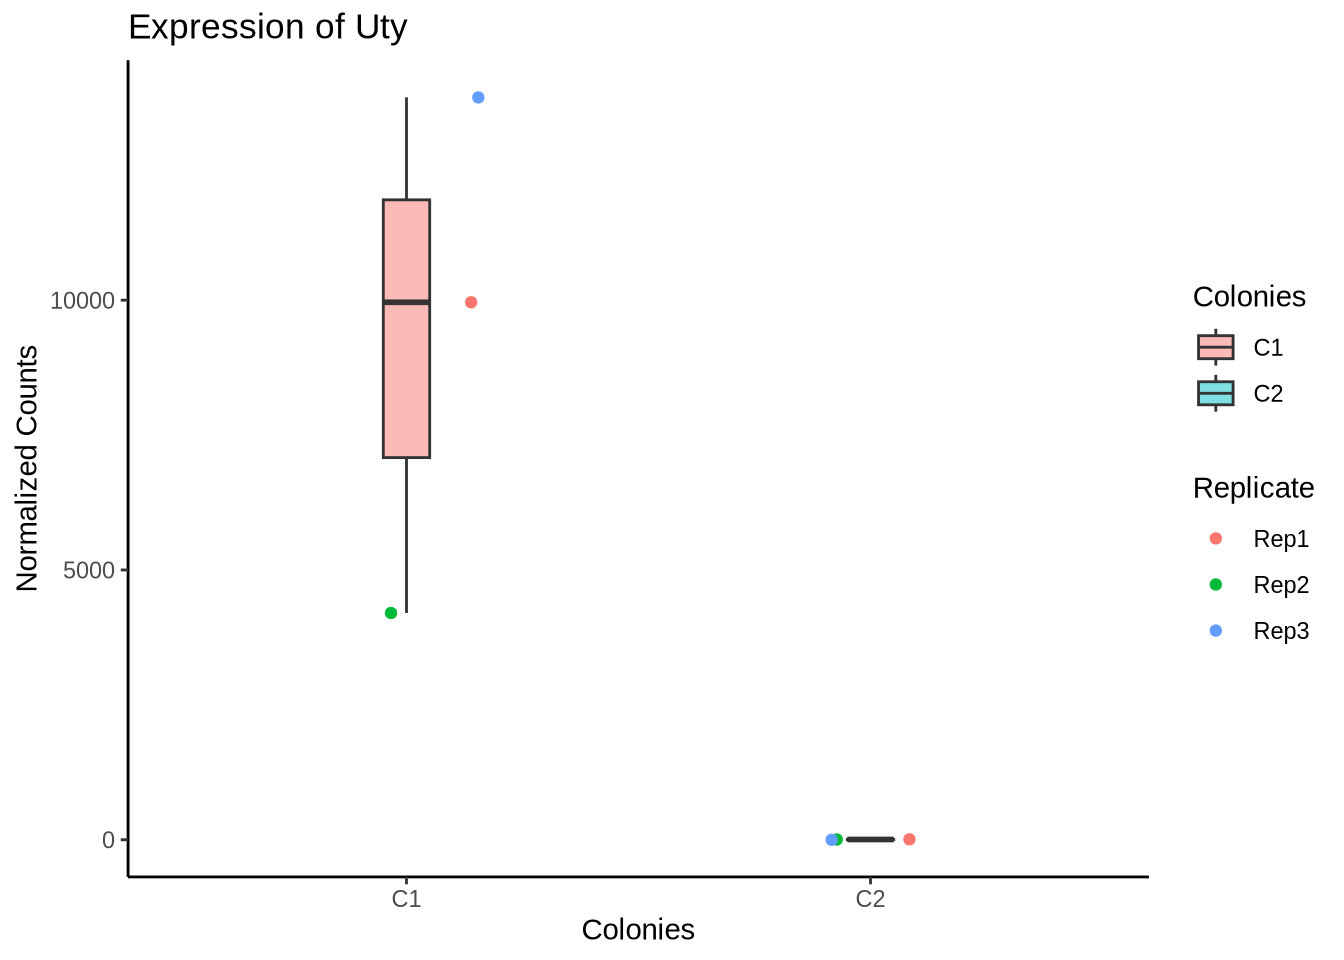 Expression of Uty
Normalized Counts
10000
5000
0
C1
C2
Colonies
Colonies
C1
C2
Replicate
Rep1
Rep2
Rep3